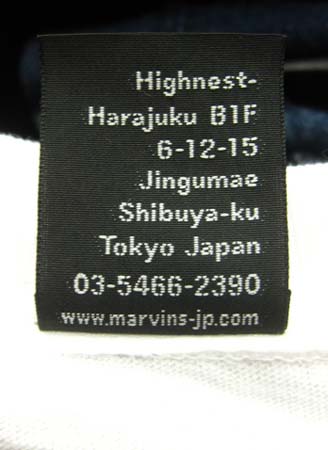 Highnest-
Harajuku B1F
6-12-15
Jingumae
Shibuya-ku
Tokyo Japan
03-5466-2390
www.marvins-jp.com